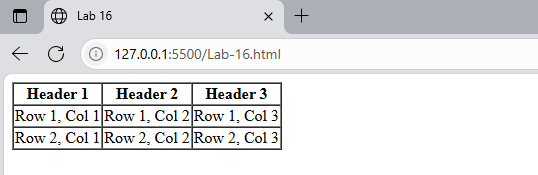 Lab 16
127.0.0.1:5500/Lab-16.html
Header 1 Header 2 Header 3
Row 1, Col 1 Row 1, Col 2 Row 1, Col 3
Row 2, Col 1 Row 2, Col 2 Row 2, Col 3